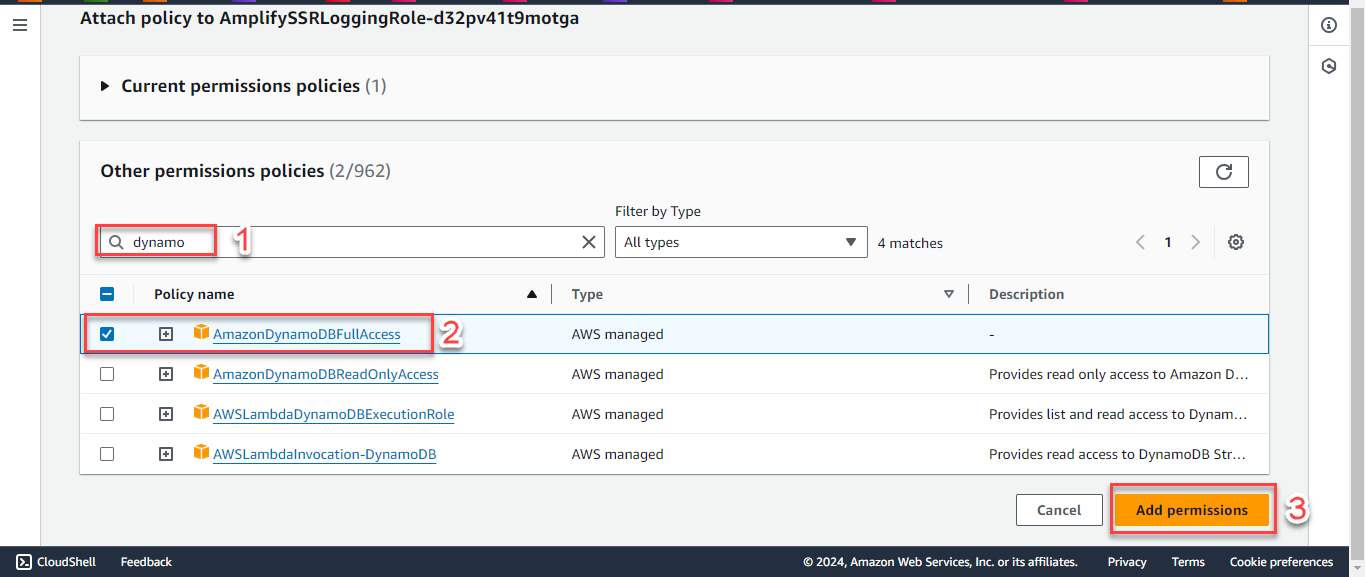 Attach policy to AmplifySSRLoggingRole-d32pv41t9motga
Current permissions policies (1)
Other permissions policies (2/962)
Filter by Type
dynamo 1 All types 4 matches 1
Policy name Type Description
AmazonDynamoDBFullAccess 2 AWS managed -
AmazonDynamoDBReadOnlyAccess AWS managed Provides read only access to Amazon D...
AWSLambdaDynamoDBExecutionRole AWS managed Provides list and read access to Dynam...
AWSLambdaInvocation-DynamoDB AWS managed Provides read access to DynamoDB Str...
Cancel Add permissions 3
CloudShell Feedback © 2024, Amazon Web Services, Inc. or its affiliates. Privacy Terms Cookie preferences